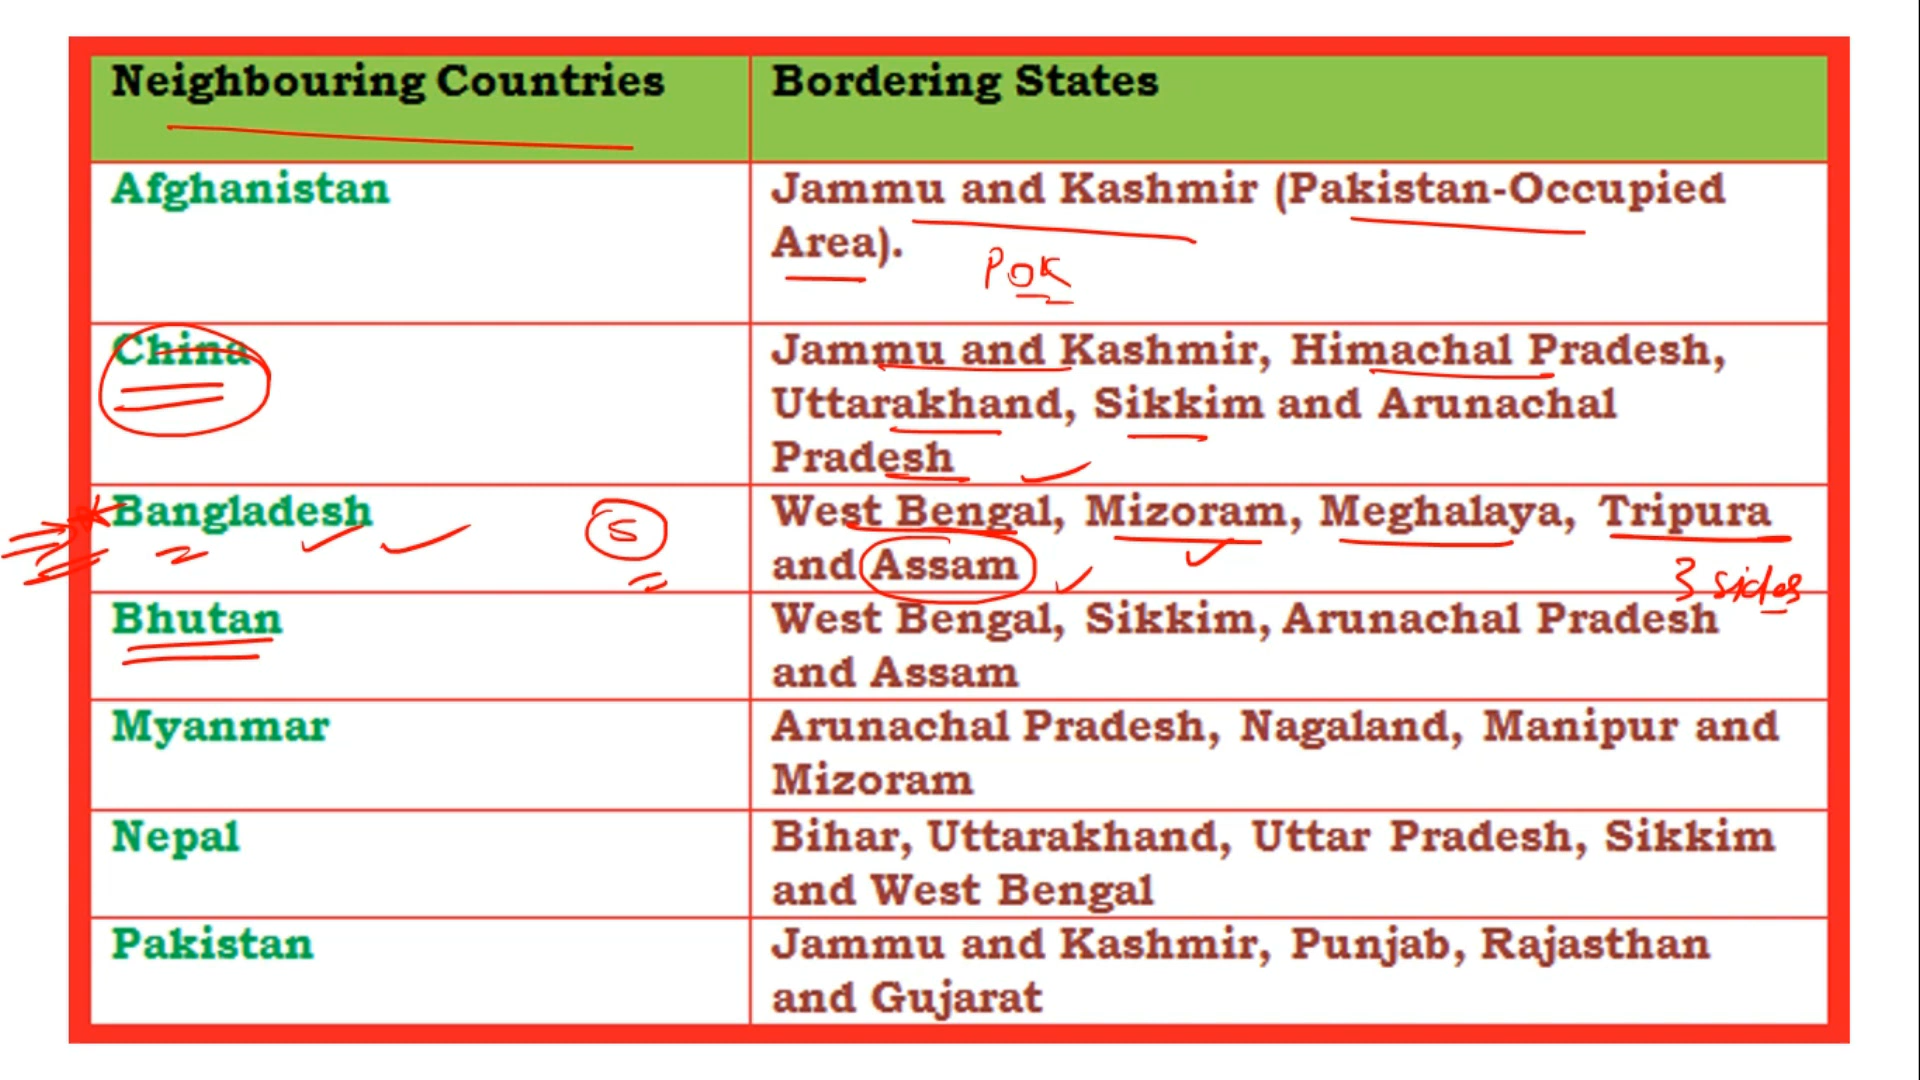 Neighbouring Countries
Bordering States
Afghanistan
Jammu and Kashmir (Pakistan-Occupied
Area).
POK
China
Jammu and Kashmir, Himachal Pradesh,
Uttarakhand, Sikkim and Arunachal
Pradesh
Bangladesh
5
West Bengal, Mizoram, Meghalaya, Tripura
and Assam
3 sides
Bhutan
West Bengal, Sikkim, Arunachal Pradesh
and Assam
Myanmar
Arunachal Pradesh, Nagaland, Manipur and
Mizoram
Nepal
Bihar, Uttarakhand, Uttar Pradesh, Sikkim
and West Bengal
Pakistan
Jammu and Kashmir, Punjab, Rajasthan
and Gujarat